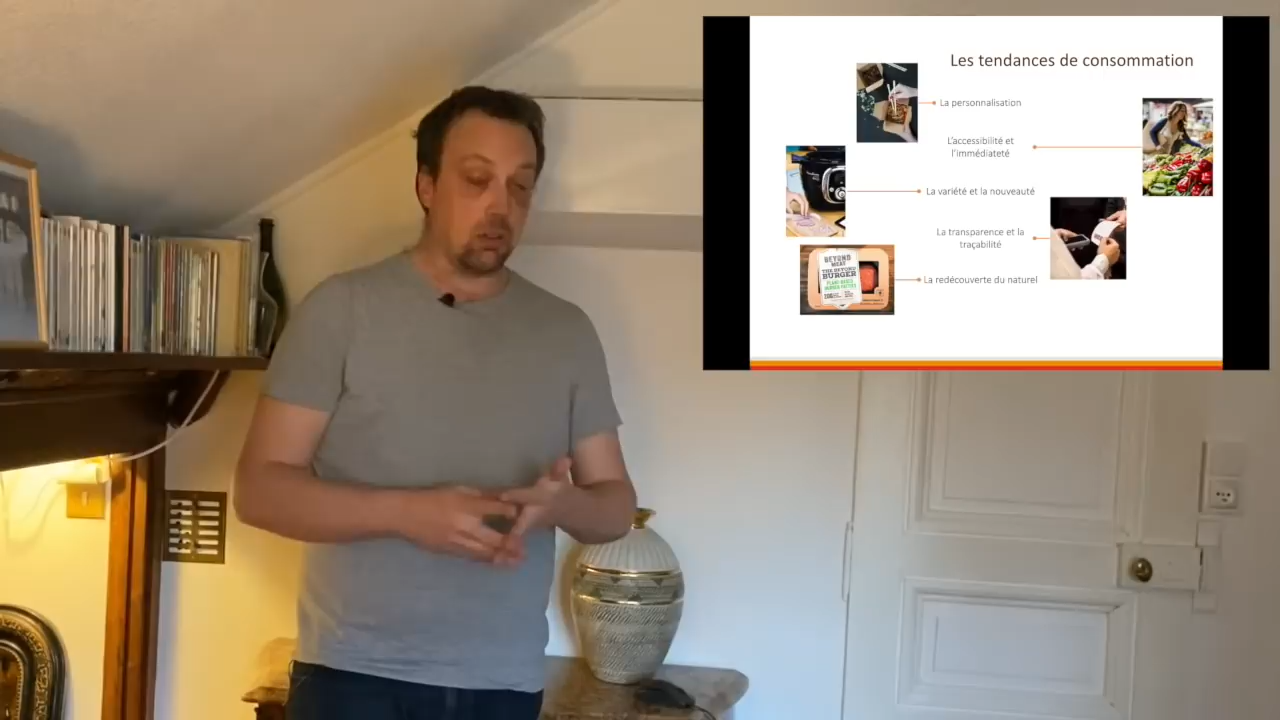 Les tendances de consommation
La personnalisation
L'accessibilité et
l'immédiateté
La variété et la nouveauté
La transparence et la
traçabilité
La redécouverte du naturel
BEYOND
MEAT
THE BEYOND
BURGER
PLANT-BASED
BURGER PATTIES